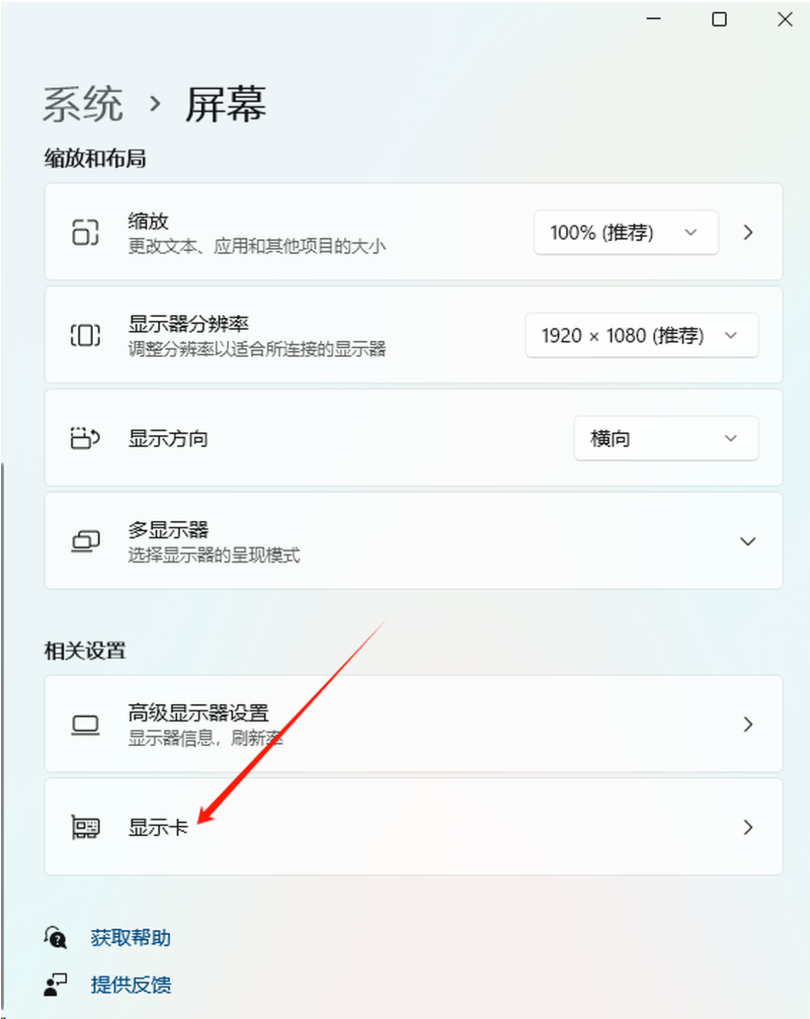 系统 › 屏幕
缩放和布局
缩放
更改文本、应用和其他项目的大小
100% (推荐)
显示器分辨率
调整分辨率以适合所连接的显示器
1920 × 1080 (推荐)
显示方向
横向
多显示器
选择显示器的呈现模式
相关设置
高级显示器设置
显示器信息，刷新率
显示卡
获取帮助
提供反馈